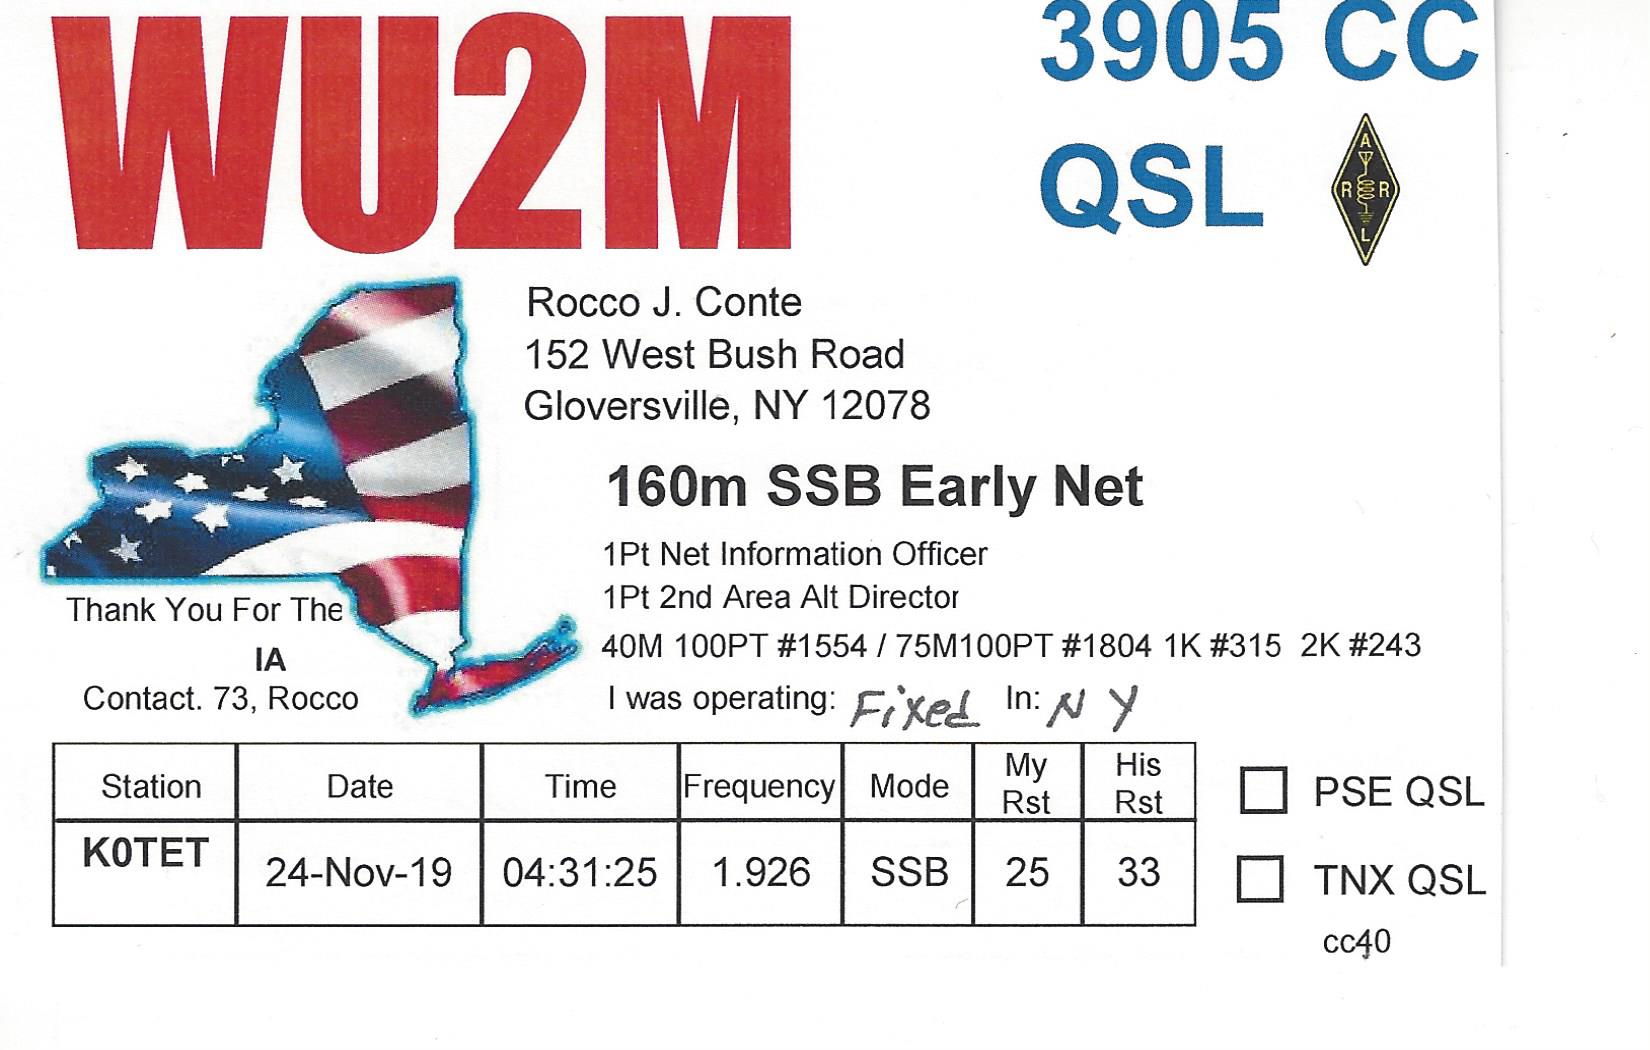 WU2M
3905 CC
QSL
A
R R
L
Rocco J. Conte
152 West Bush Road
Gloversville, NY 12078
160m SSB Early Net
1Pt Net Information Officer
1Pt 2nd Area Alt Director
40M 100PT #1554 / 75M100PT #1804 1K #315 2K #243
Thank You For The
IA
Contact. 73, Rocco
I was operating: Fixed In: NY
Station Date Time Frequency Mode My Rst His Rst
K0TET 24-Nov-19 04:31:25 1.926 SSB 25 33
PSE QSL
TNX QSL
cc40